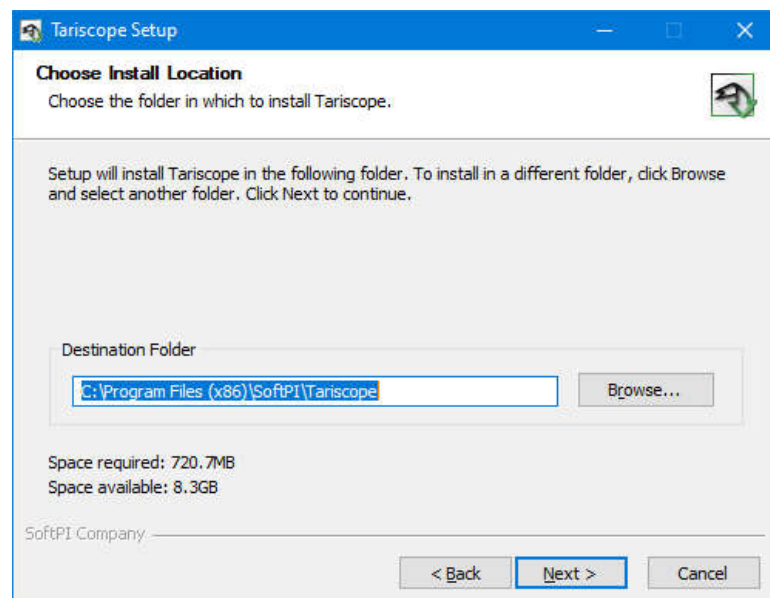 Tariscope Setup
Choose Install Location
Choose the folder in which to install Tariscope.
Setup will install Tariscope in the following folder. To install in a different folder, click Browse
and select another folder. Click Next to continue.
Destination Folder
C:\Program Files (x86)\SoftPI\Tariscope
Browse...
Space required: 720.7MB
Space available: 8.3GB
SoftPI Company
< Back
Next >
Cancel